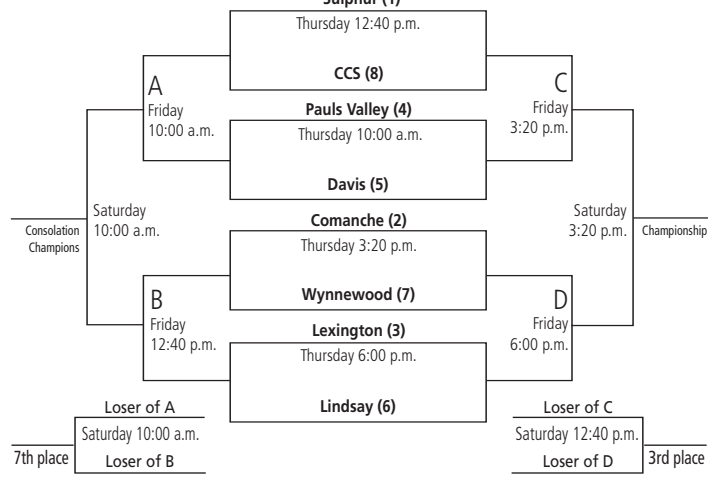 Sulphur (1)
Thursday 12:40 p.m.
CCS (8)
A
Friday
10:00 a.m.
C
Friday
3:20 p.m.
Pauls Valley (4)
Thursday 10:00 a.m.
Davis (5)
Consolation
Champions
Saturday
10:00 a.m.
Saturday
3:20 p.m.
Championship
Comanche (2)
Thursday 3:20 p.m.
Wynnewood (7)
B
Friday
12:40 p.m.
D
Friday
6:00 p.m.
Lexington (3)
Thursday 6:00 p.m.
Lindsay (6)
Loser of A
Saturday 10:00 a.m.
7th place
Loser of B
Loser of C
Saturday 12:40 p.m.
3rd place
Loser of D